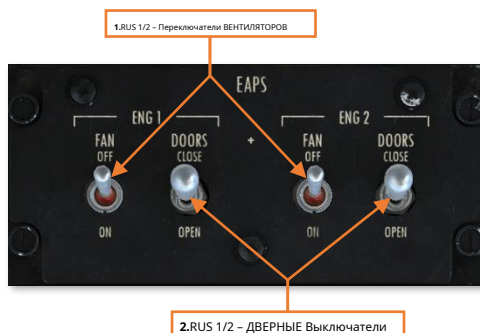 1.RUS 1/2 – Переключатели ВЕНТИЛЯТОРОВ
EAPS
ENG 1 ENG 2
FAN DOORS + FAN DOORS
OFF CLOSE OFF CLOSE
ON OPEN ON OPEN
2.RUS 1/2 – ДВЕРНЫЕ Выключатели